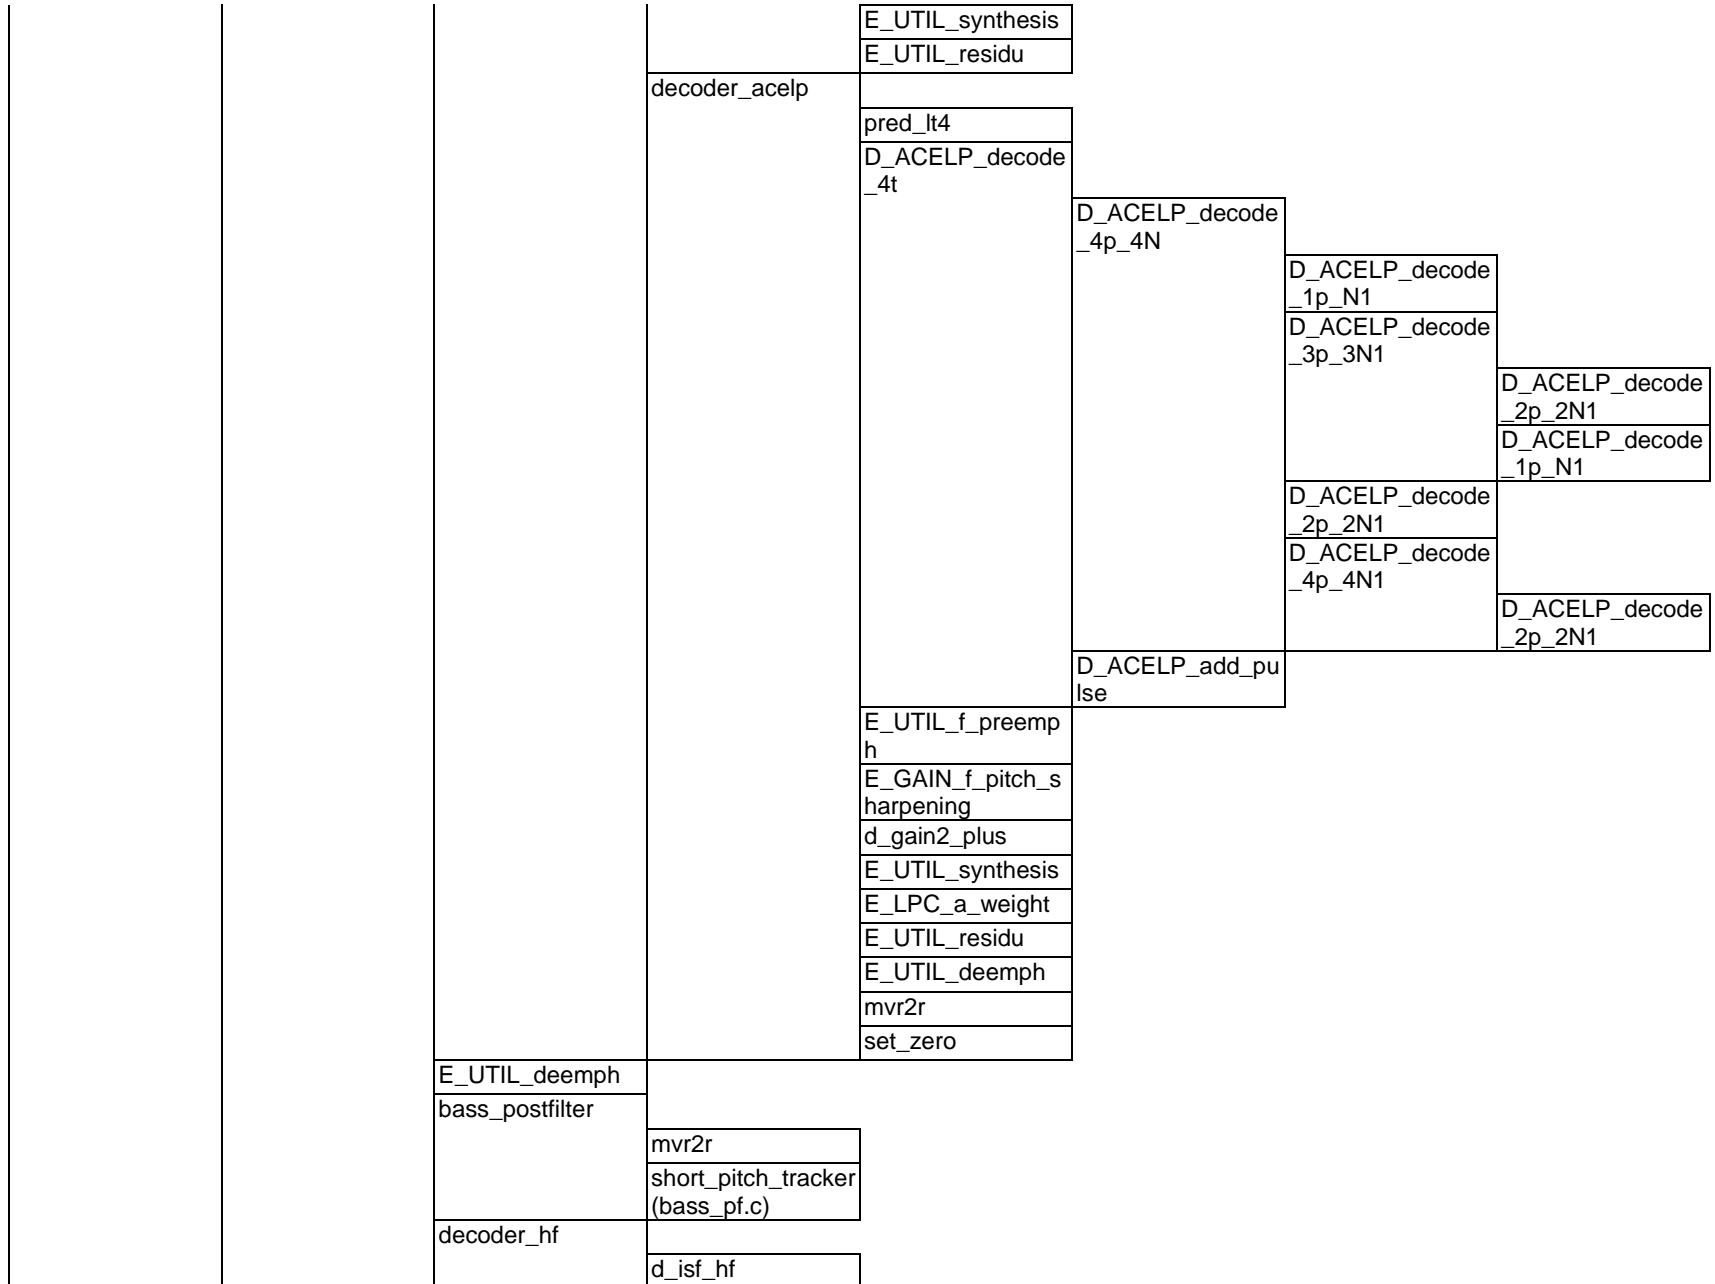 E_UTIL_synthesis
E_UTIL_residu
decoder_acelp
pred_lt4
D_ACELP_decode
_4t
D_ACELP_decode
_4p_4N
D_ACELP_decode
_1p_N1
D_ACELP_decode
_3p_3N1
D_ACELP_decode
_2p_2N1
D_ACELP_decode
_1p_N1
D_ACELP_decode
_2p_2N1
D_ACELP_decode
_4p_4N1
D_ACELP_decode
_2p_2N1
D_ACELP_add_pu
lse
E_UTIL_f_preemp
h
E_GAIN_f_pitch_s
harpening
d_gain2_plus
E_UTIL_synthesis
E_LPC_a_weight
E_UTIL_residu
E_UTIL_deemph
mvr2r
set_zero
E_UTIL_deemph
bass_postfilter
mvr2r
short_pitch_tracker
(bass_pf.c)
decoder_hf
d_isf_hf